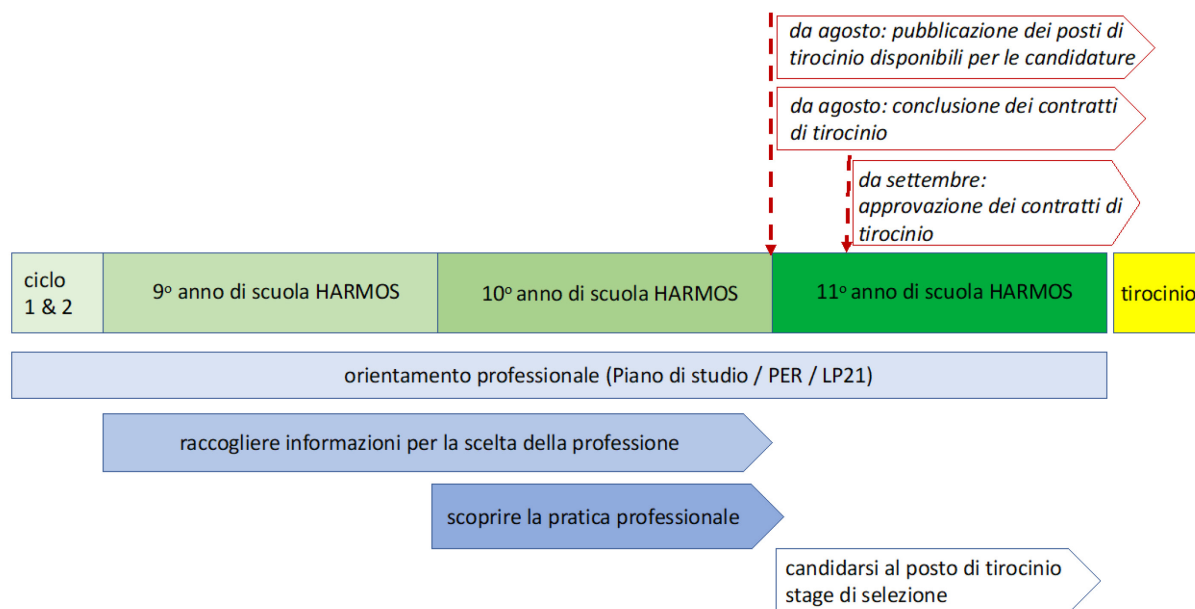 da agosto: pubblicazione dei posti di
tirocinio disponibili per le candidature
da agosto: conclusione dei contratti
di tirocinio
da settembre:
approvazione dei contratti di
tirocinio
ciclo
1 & 2
9º anno di scuola HARMOS
10º anno di scuola HARMOS
11º anno di scuola HARMOS
tirocinio
orientamento professionale (Piano di studio / PER / LP21)
raccogliere informazioni per la scelta della professione
scoprire la pratica professionale
candidarsi al posto di tirocinio
stage di selezione